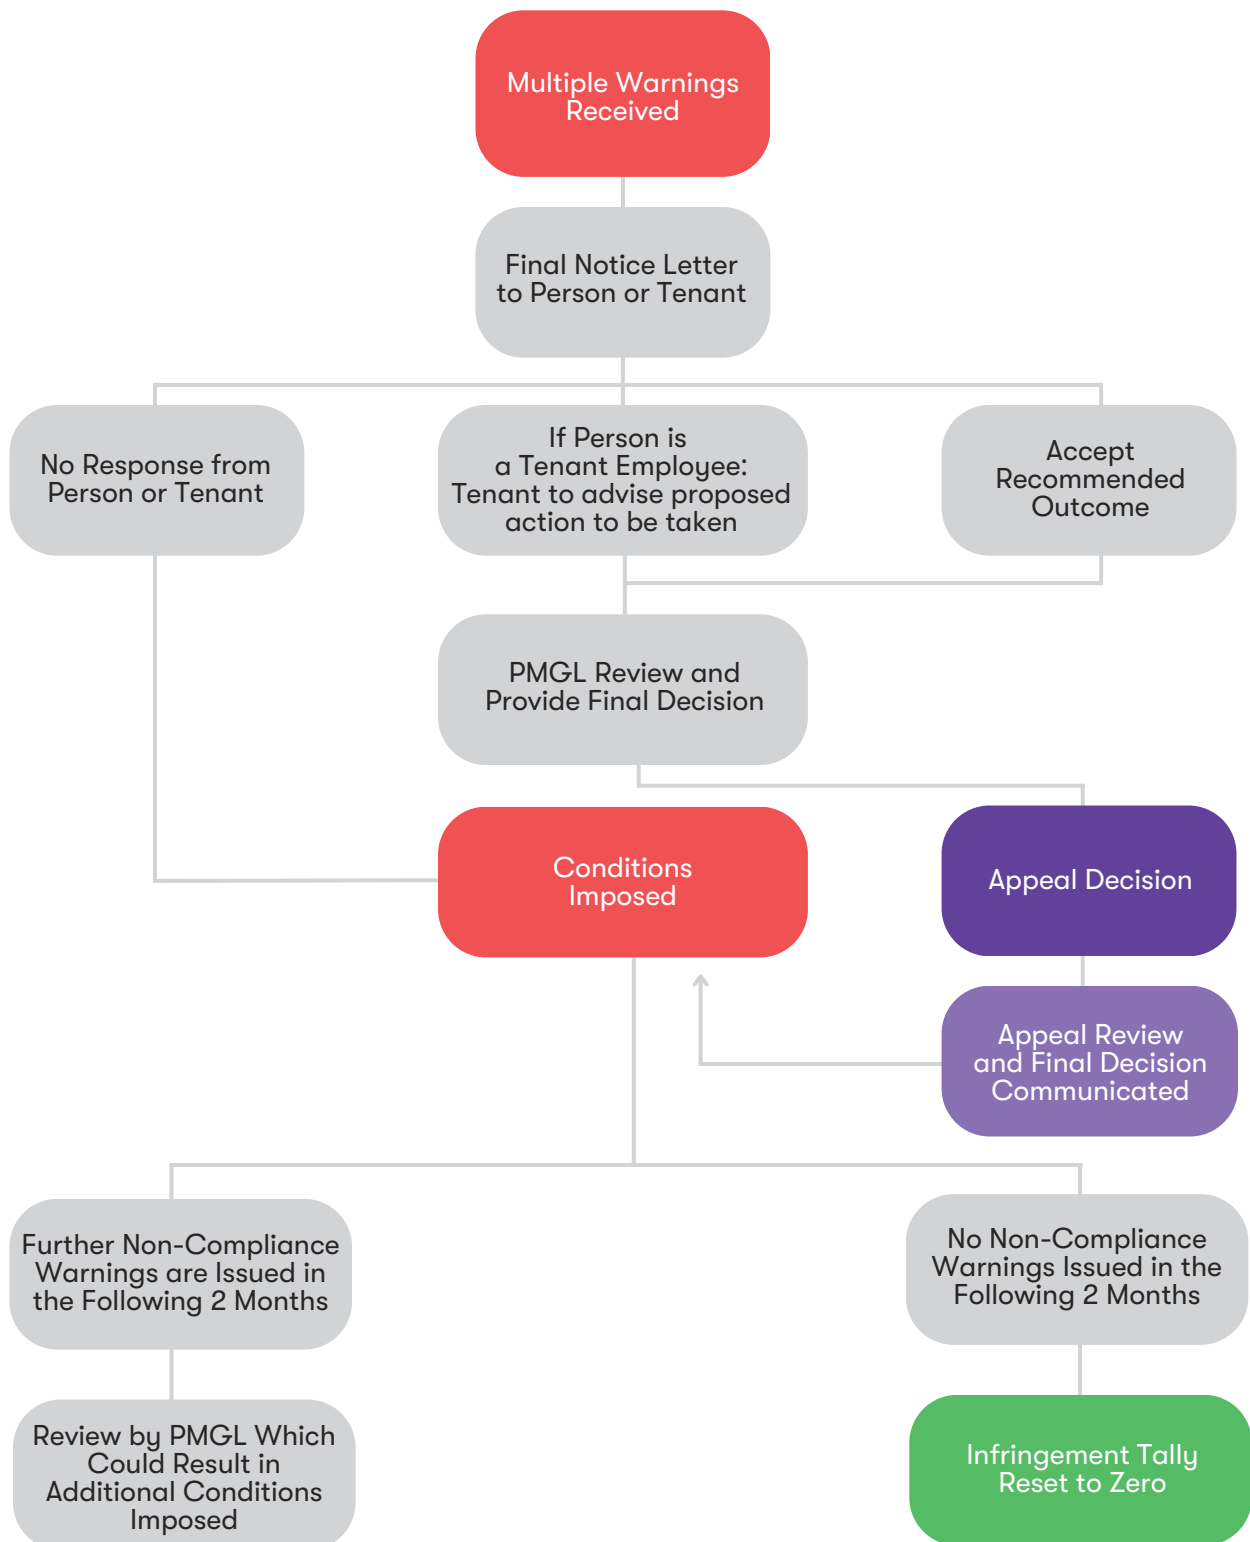 Multiple Warnings
Received
Final Notice Letter
to Person or Tenant
No Response from
Person or Tenant
If Person is
a Tenant Employee:
Tenant to advise proposed
action to be taken
Accept
Recommended
Outcome
PMGL Review and
Provide Final Decision
Conditions
Imposed
Appeal Decision
Appeal Review
and Final Decision
Communicated
Further Non-Compliance
Warnings are Issued in
the Following 2 Months
No Non-Compliance
Warnings Issued in the
Following 2 Months
Review by PMGL Which
Could Result in
Additional Conditions
Imposed
Infringement Tally
Reset to Zero